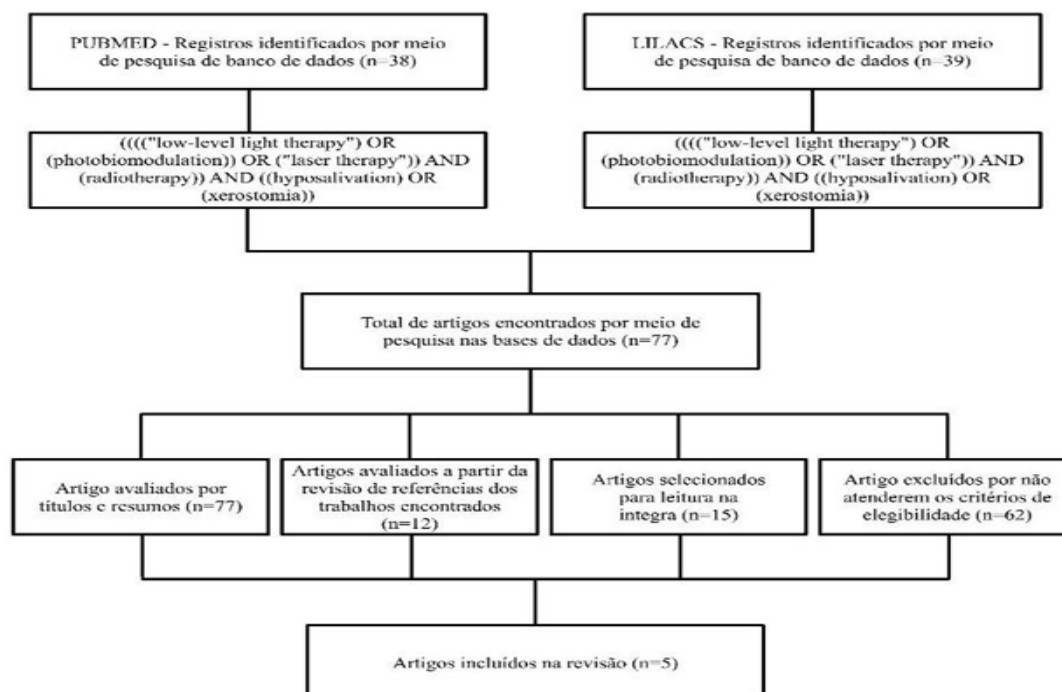 PUBMED - Registros identificados por meio
de pesquisa de banco de dados (n=38)
LILACS - Registros identificados por meio
de pesquisa de banco de dados (n=39)
(((("low-level light therapy") OR
(photobiomodulation)) OR ("laser therapy")) AND
(radiotherapy)) AND ((hyposalivation) OR
(xerostomia))
(((("low-level light therapy") OR
(photobiomodulation)) OR ("laser therapy")) AND
(radiotherapy)) AND ((hyposalivation) OR
(xerostomia))
Total de artigos encontrados por meio de
pesquisa nas bases de dados (n=77)
Artigo avaliados por
títulos e resumos (n=77)
Artigos avaliados a partir da
revisão de referências dos
trabalhos encontrados
(n=12)
Artigos selecionados
para leitura na
integra (n=15)
Artigo excluídos por não
atenderem os critérios de
elegibilidade (n=62)
Artigos incluídos na revisão (n=5)